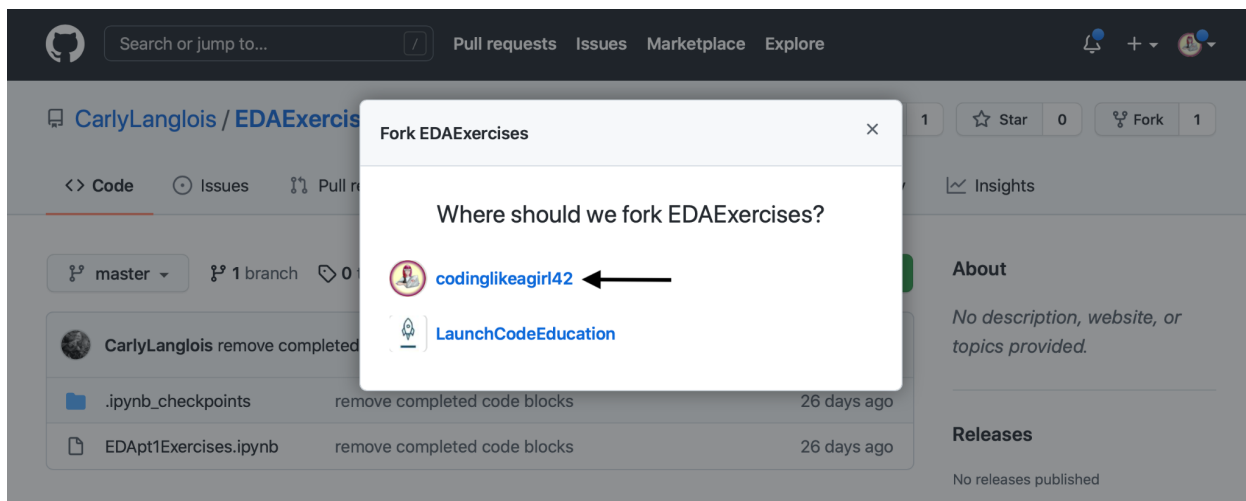 Search or jump to... / Pull requests Issues Marketplace Explore
CarlyLanglois / EDAExercis 1 Star 0 Fork 1
Fork EDAExercises
<> Code Issues Pull re Insights
Where should we fork EDAExercises?
master 1 branch 0
codinglikeagirl42
LaunchCodeEducation
CarlyLanglois remove completed
.ipynb_checkpoints remove completed code blocks 26 days ago
EDApt1Exercises.ipynb remove completed code blocks 26 days ago
About
No description, website, or
topics provided.
Releases
No releases published